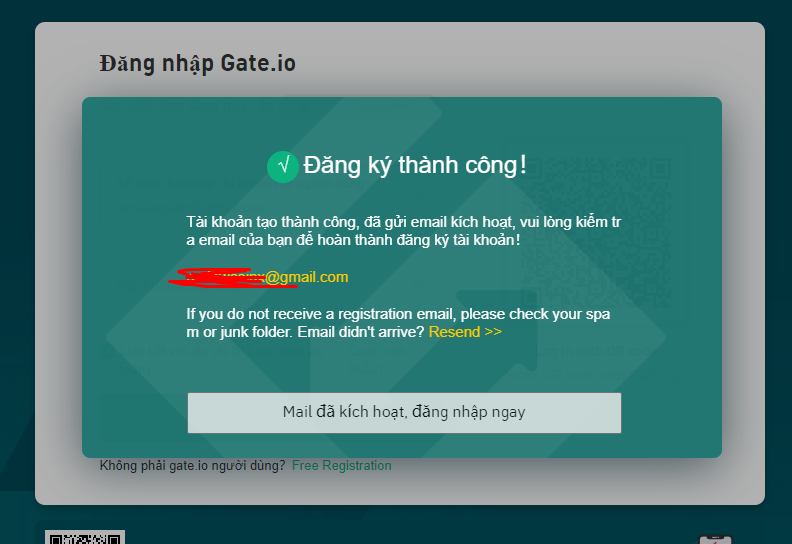 Đăng nhập Gate.io
√ Đăng ký thành công!
Tài khoản tạo thành công, đã gửi email kích hoạt, vui lòng kiểm tr
a email của bạn để hoàn thành đăng ký tài khoản!
@gmail.com
If you do not receive a registration email, please check your spa
m or junk folder. Email didn't arrive? Resend >>
Mail đã kích hoạt, đăng nhập ngay
Không phải gate.io người dùng? Free Registration